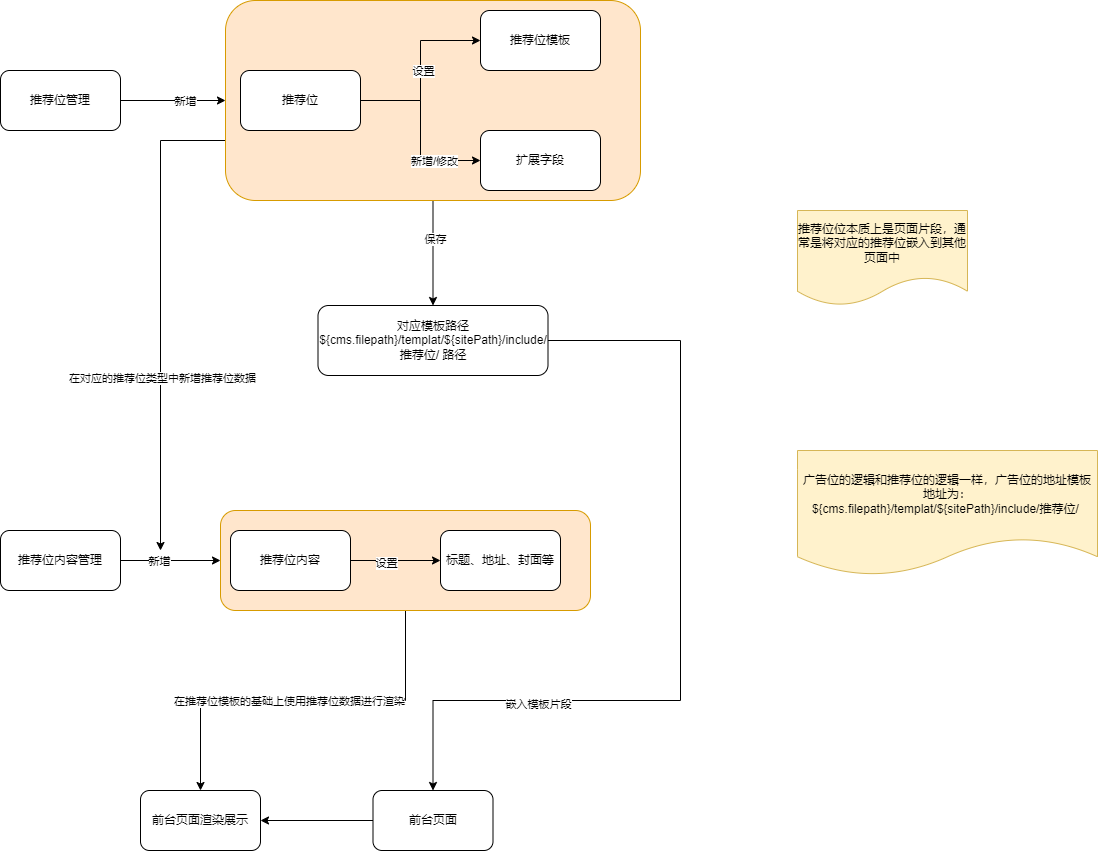 推荐位模板
设置
推荐位管理
新增
推荐位
新增/修改
扩展字段
推荐位位本质上是页面片段，通
常是将对应的推荐位嵌入到其他
页面中
保存
对应模板路径
${cms.filepath}/templat/${sitePath}/include/
推荐位/ 路径
在对应的推荐位类型中新增推荐位数据
广告位的逻辑和推荐位的逻辑一样，广告位的地址模板
地址为：
${cms.filepath}/templat/${sitePath}/include/推荐位/
推荐位内容管理
新增
推荐位内容
设置
标题、地址、封面等
在推荐位模板的基础上使用推荐位数据进行渲染
嵌入模板片段
前台页面渲染展示
前台页面